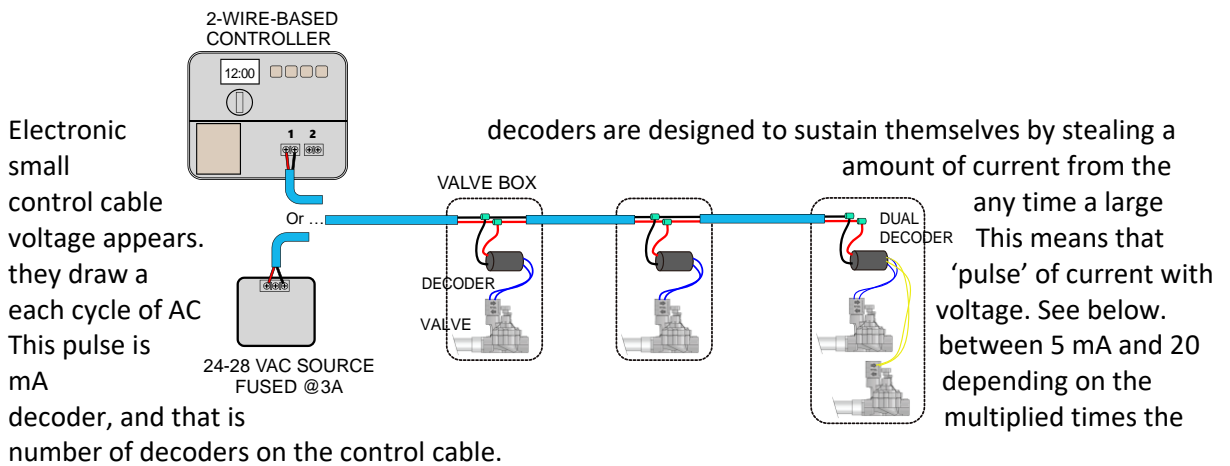 2-WIRE-BASED
CONTROLLER
12:00
1 2
Or …
VALVE BOX
DECODER
VALVE
DUAL
DECODER
24-28 VAC SOURCE
FUSED @3A
Electronic decoders are designed to sustain themselves by stealing a
small amount of current from the
control cable any time a large
voltage appears. This means that
they draw a ‘pulse’ of current with
each cycle of AC voltage. See below.
This pulse is between 5 mA and 20
mA depending on the
decoder, and that is multiplied times the
number of decoders on the control cable.